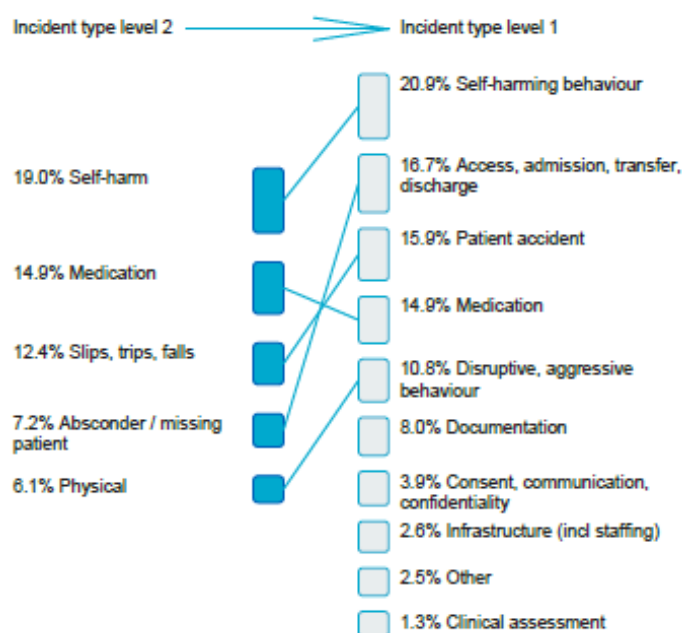 Incident type level 2
Incident type level 1
20.9% Self-harming behaviour
19.0% Self-harm
16.7% Access, admission, transfer,
discharge
15.9% Patient accident
14.9% Medication
14.9% Medication
12.4% Slips, trips, falls
10.8% Disruptive, aggressive
behaviour
7.2% Absconder / missing
patient
8.0% Documentation
6.1% Physical
3.9% Consent, communication,
confidentiality
2.6% Infrastructure (incl staffing)
2.5% Other
1.3% Clinical assessment